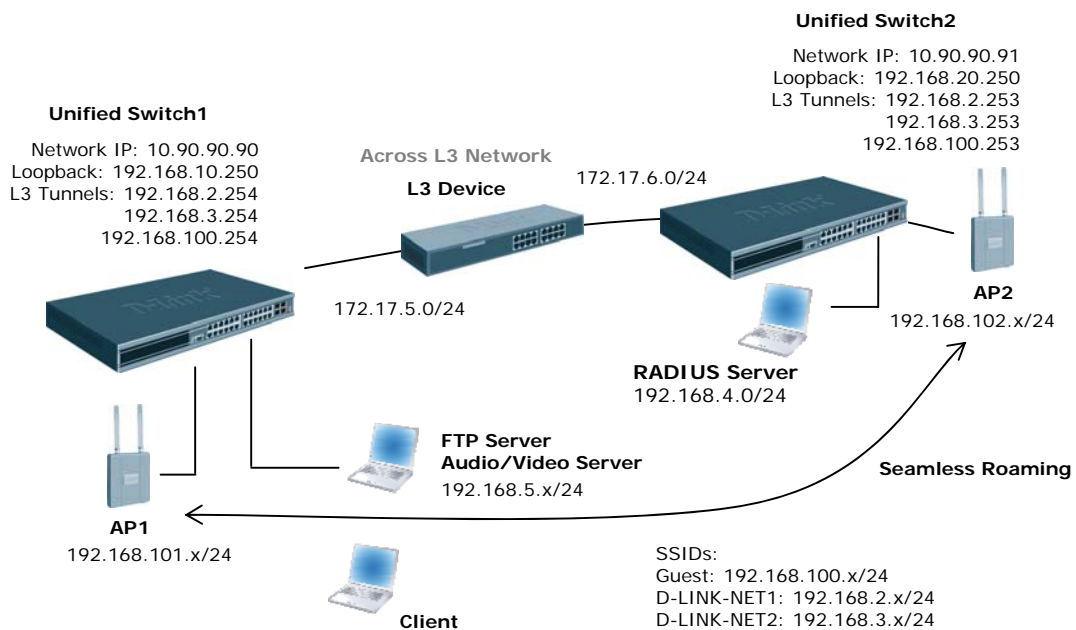 Unified Switch2
Network IP: 10.90.90.91
Loopback: 192.168.20.250
L3 Tunnels: 192.168.2.253
192.168.3.253
192.168.100.253
Unified Switch1
Network IP: 10.90.90.90
Loopback: 192.168.10.250
L3 Tunnels: 192.168.2.254
192.168.3.254
192.168.100.254
Across L3 Network
L3 Device
172.17.6.0/24
D-Link
D-Link
172.17.5.0/24
AP2
192.168.102.x/24
RADIUS Server
192.168.4.0/24
FTP Server
Audio/Video Server
192.168.5.x/24
Seamless Roaming
AP1
192.168.101.x/24
Client
SSIDs:
Guest: 192.168.100.x/24
D-LINK-NET1: 192.168.2.x/24
D-LINK-NET2: 192.168.3.x/24